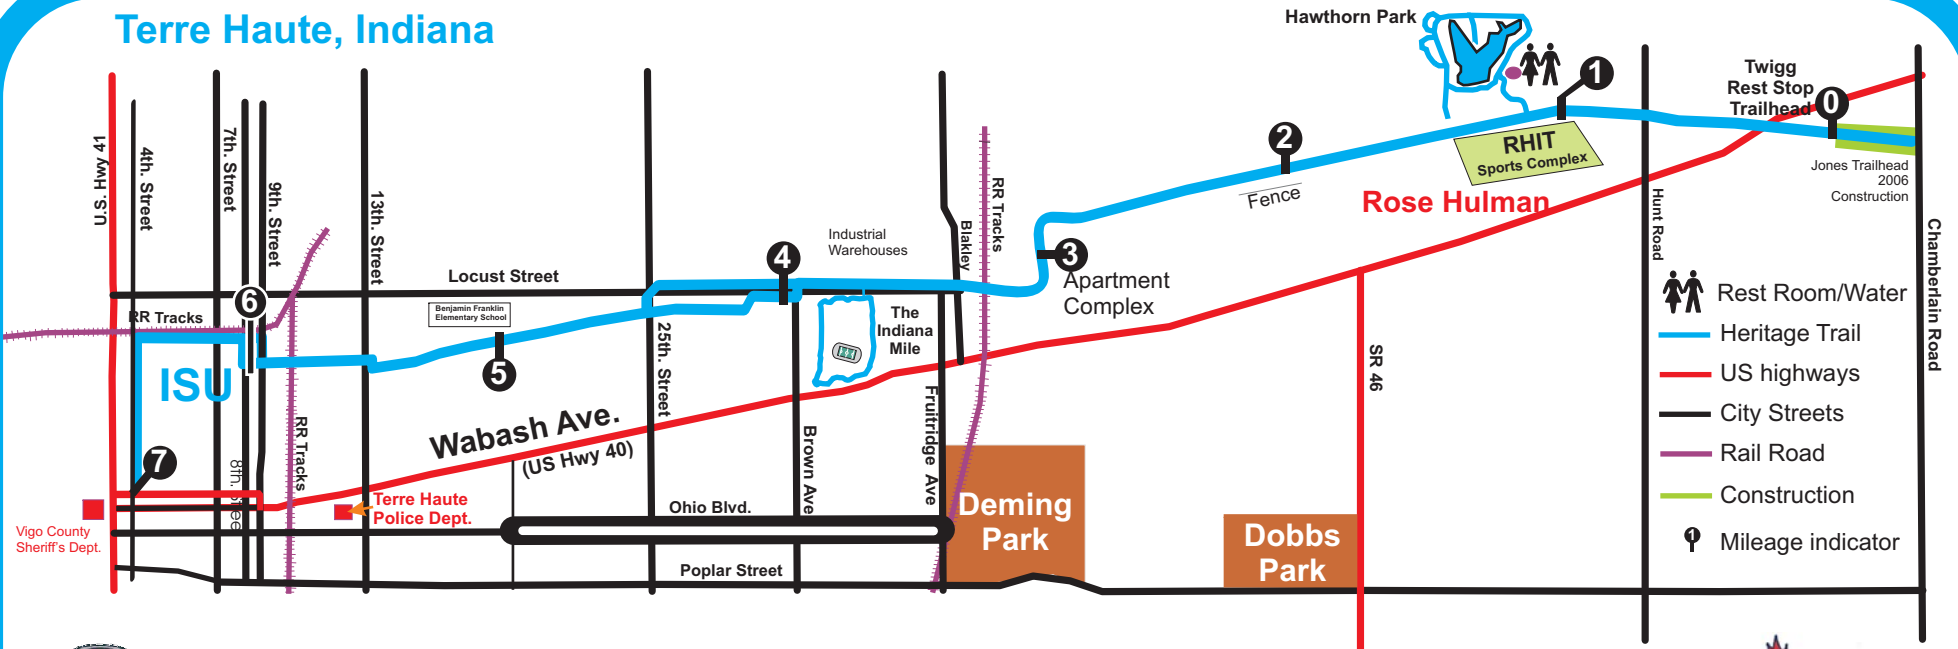 Terre Haute, Indiana
Hawthorn Park
1
Twigg
Rest Stop
Trailhead
0
2
RHIT
Sports Complex
Jones Trailhead
2006
Construction
Fence
Rose Hulman
U.S. Hwy 41
4th. Street
7th. Street
9th. Street
13th. Street
RR Tracks
Blakley
Hunt Road
Chamberlain Road
Industrial
Warehouses
4
3
Apartment
Complex
Locust Street
6
RR Tracks
Benjamin Franklin
Elementary School
The
Indiana
Mile
ISU
5
25th. Street
SR 46
Rest Room/Water
Heritage Trail
US highways
City Streets
Rail Road
Construction
1
Mileage indicator
Wabash Ave.
(US Hwy 40)
Brown Ave
Fruitridge Ave
RR Tracks
8th. Street
7
Terre Haute
Police Dept.
Ohio Blvd.
Deming
Park
Dobbs
Park
Vigo County
Sheriff's Dept.
Poplar Street